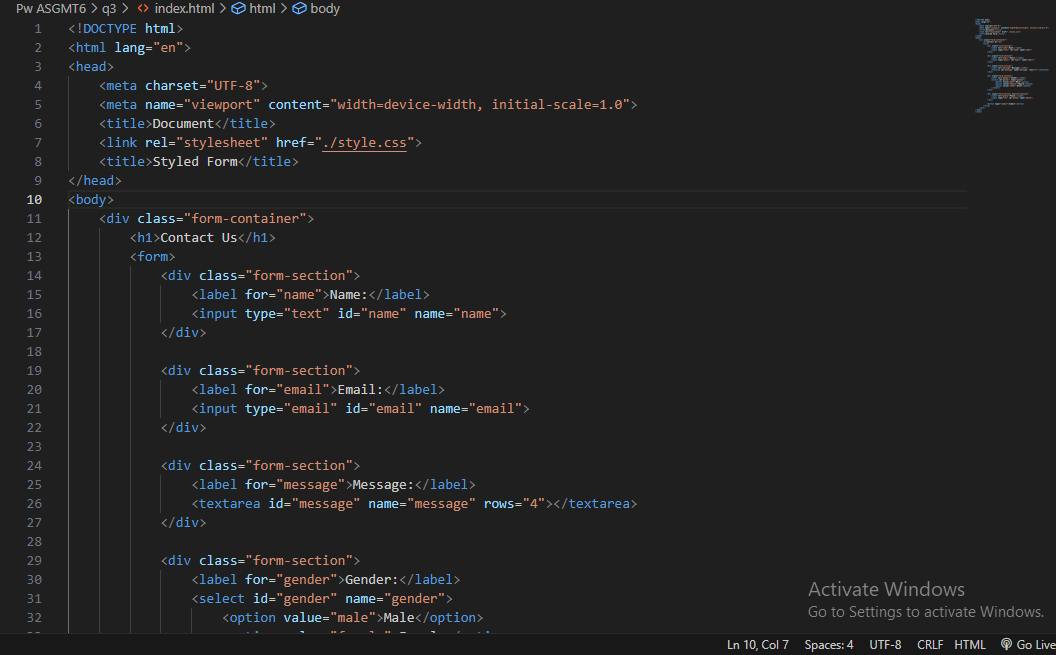 Pw ASGMT6 > q3 > <> index.html > html > body
1 <!DOCTYPE html>
2 <html lang="en">
3 <head>
4     <meta charset="UTF-8">
5     <meta name="viewport" content="width=device-width, initial-scale=1.0">
6     <title>Document</title>
7     <link rel="stylesheet" href="./style.css">
8     <title>Styled Form</title>
9 </head>
10 <body>
11     <div class="form-container">
12         <h1>Contact Us</h1>
13         <form>
14             <div class="form-section">
15                 <label for="name">Name:</label>
16                 <input type="text" id="name" name="name">
17             </div>
18
19             <div class="form-section">
20                 <label for="email">Email:</label>
21                 <input type="email" id="email" name="email">
22             </div>
23
24             <div class="form-section">
25                 <label for="message">Message:</label>
26                 <textarea id="message" name="message" rows="4"></textarea>
27             </div>
28
29             <div class="form-section">
30                 <label for="gender">Gender:</label>
31                 <select id="gender" name="gender">
32                     <option value="male">Male</option>
Activate Windows
Go to Settings to activate Windows.
Ln 10, Col 7 Spaces: 4 UTF-8 CRLF HTML Go Live